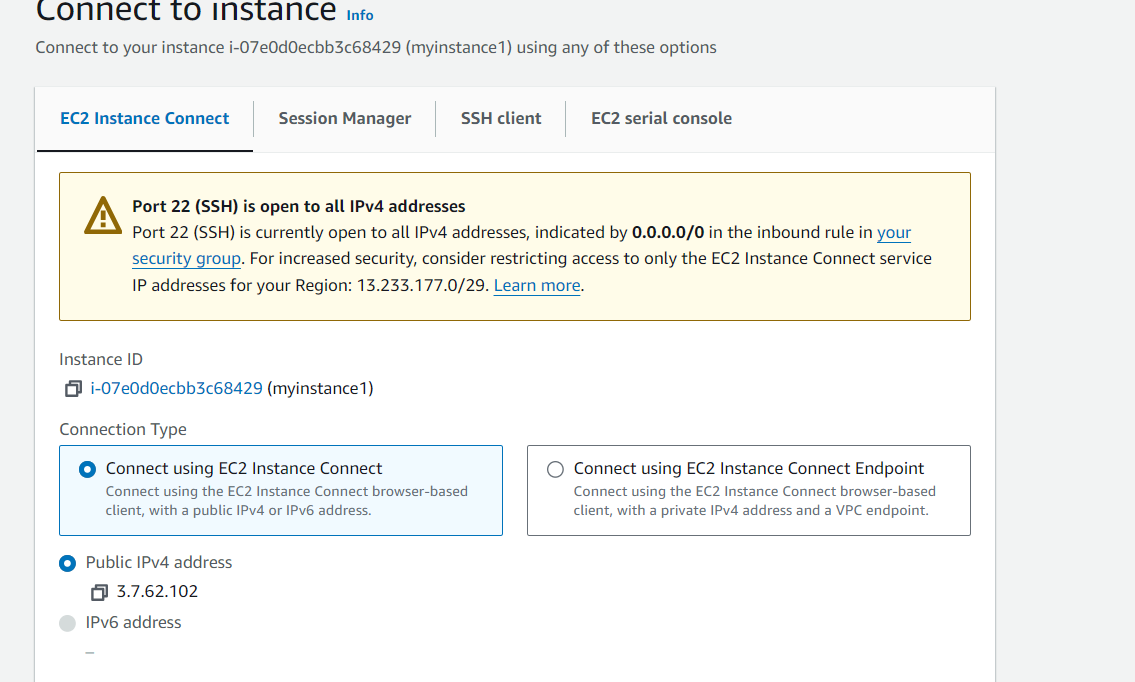 Connect to instance Info
Connect to your instance i-07e0d0ecbb3c68429 (myinstance1) using any of these options
EC2 Instance Connect Session Manager SSH client EC2 serial console
Port 22 (SSH) is open to all IPv4 addresses
Port 22 (SSH) is currently open to all IPv4 addresses, indicated by 0.0.0.0/0 in the inbound rule in your
security group. For increased security, consider restricting access to only the EC2 Instance Connect service
IP addresses for your Region: 13.233.177.0/29. Learn more.
Instance ID
i-07e0d0ecbb3c68429 (myinstance1)
Connection Type
Connect using EC2 Instance Connect
Connect using the EC2 Instance Connect browser-based
client, with a public IPv4 or IPv6 address.
Connect using EC2 Instance Connect Endpoint
Connect using the EC2 Instance Connect browser-based
client, with a private IPv4 address and a VPC endpoint.
Public IPv4 address
3.7.62.102
IPv6 address
–